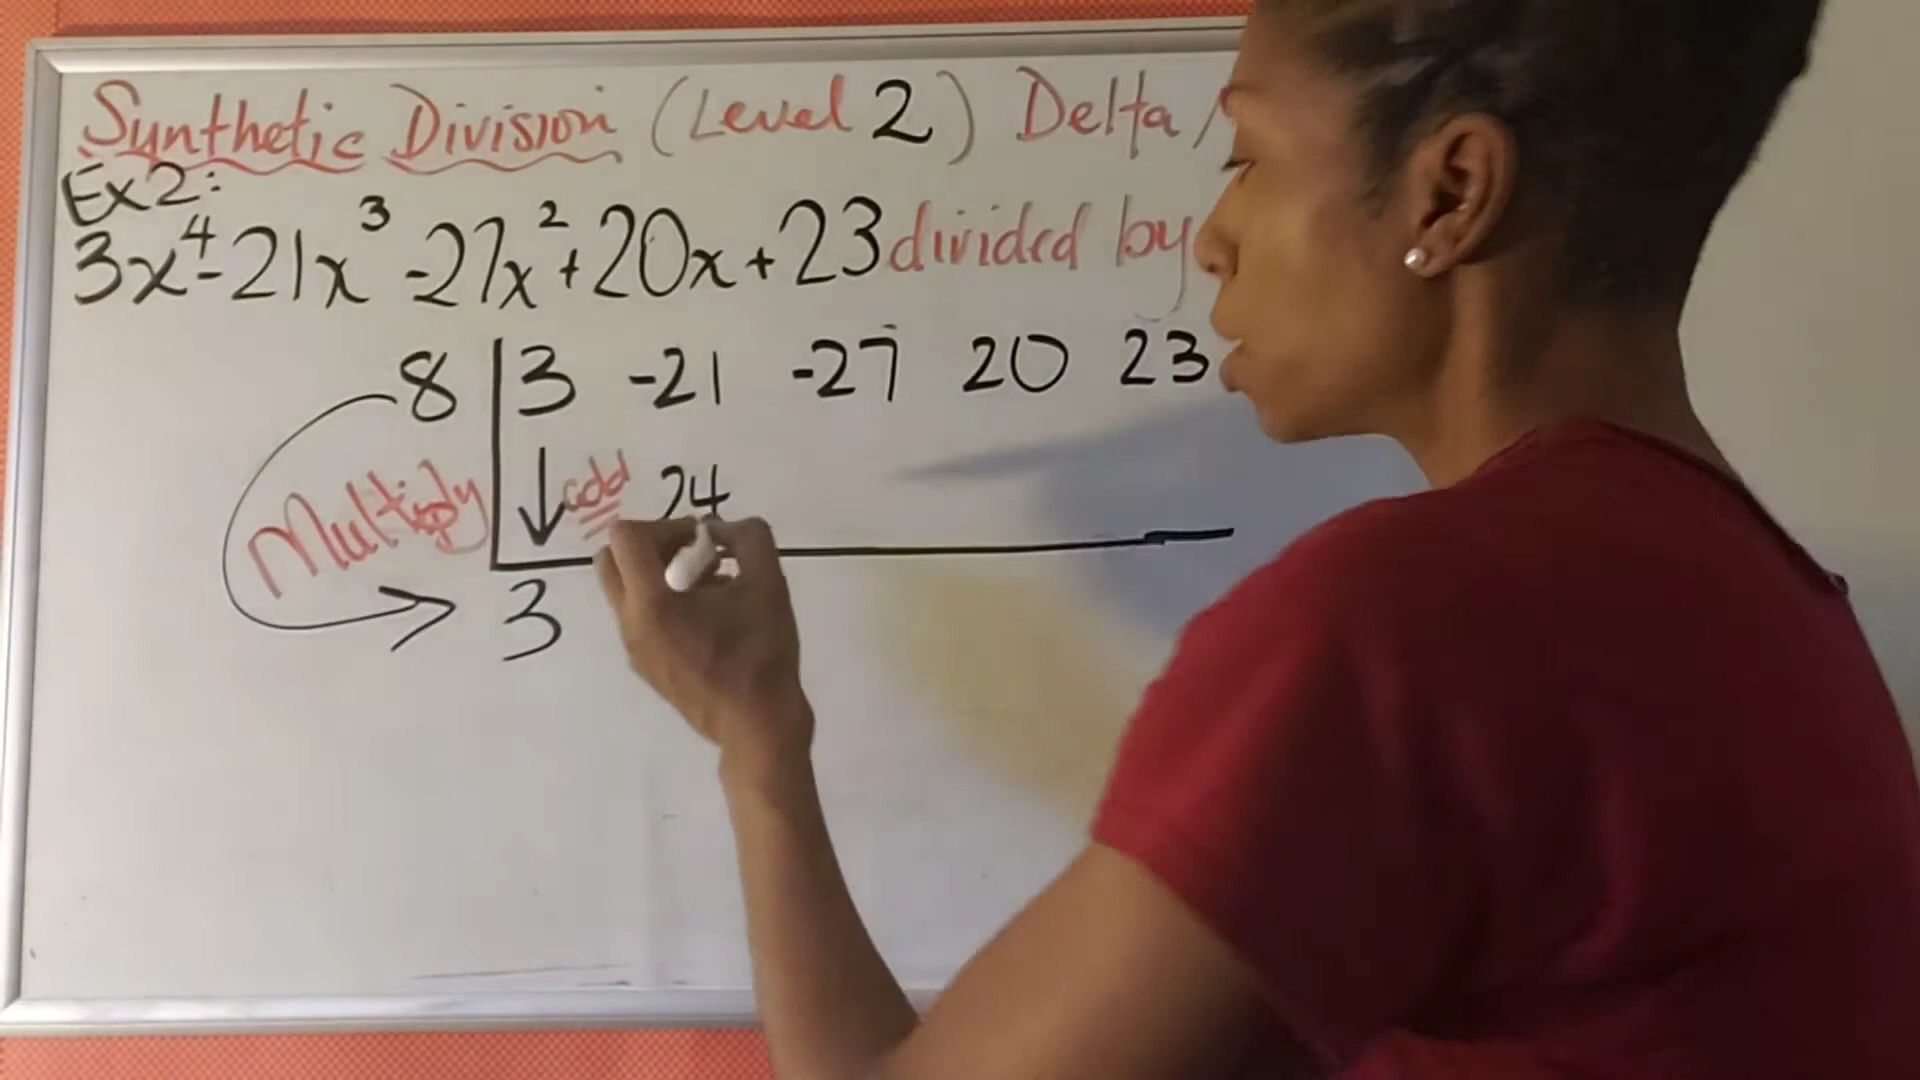 Synthetic Division (Level 2) Delta
Ex2:
3x⁴-21x³-27x²+20x+23 divided by
8 3 -21 -27 20 23
Multiply add 24
3